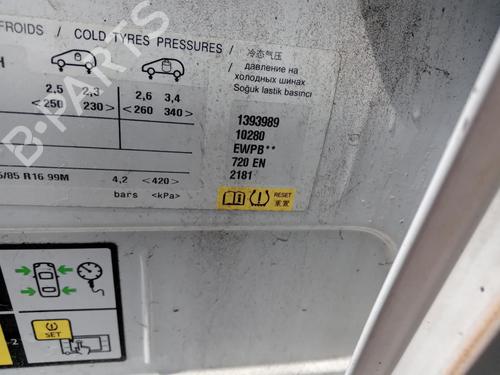 FROIDS / COLD TYRES PRESSURES / 冷态气压
/ давление на
холодных шинах
Soğuk lastik basıncı
H
2,5 2,3 2,6 3,4
<250 230> <260 340>
1393989
10280
EWPB**
720 EN
2181
5/85 R16 99M 4,2 <420>
bars <kPa>
RESET
重置
SET
2
B-PARTS